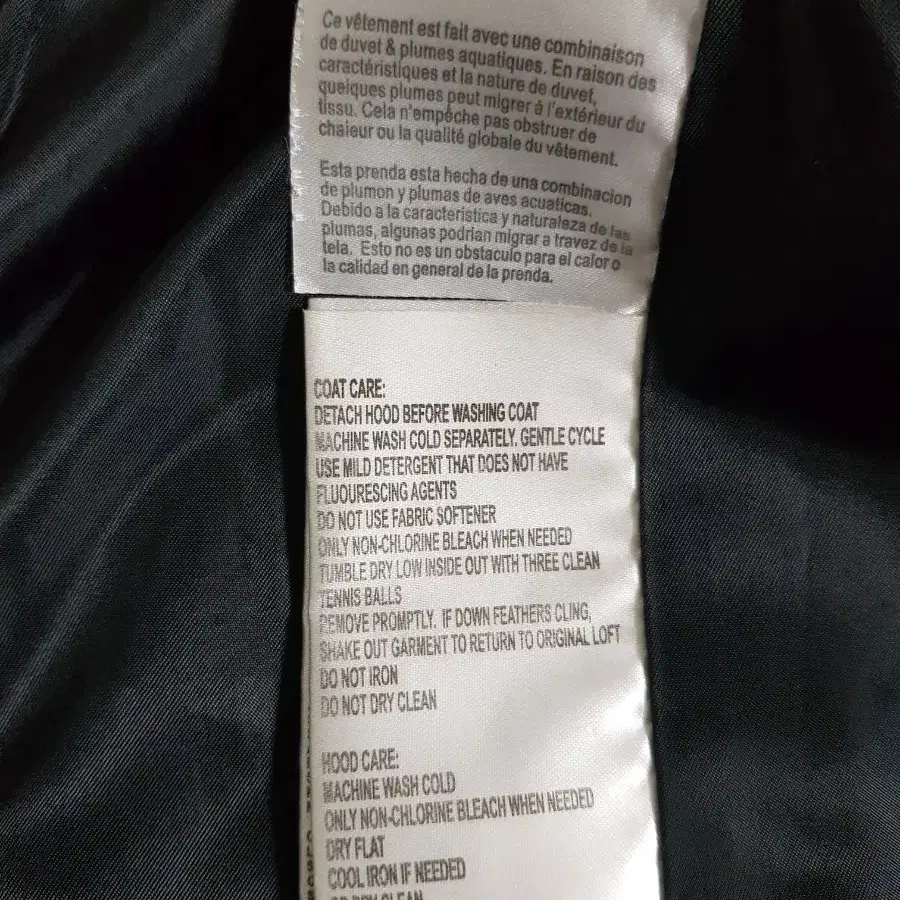 Ce vêtement est fait avec une combinaison
de duvet & plumes aquatiques. En raison des
caractéristiques et la nature de duvet,
quelques plumes peut migrer à l'extérieur du
tissu. Cela n'empêche pas obstruer de
chaieur ou la qualité globale du vêtement.
Esta prenda esta hecha de una combinacion
de plumon y plumas de aves acuaticas.
Debido a la caracteristica y naturaleza de las
plumas, algunas podrian migrar a travez de la
tela. Esto no es un obstaculo para el calor o
la calidad en general de la prenda.
COAT CARE:
DETACH HOOD BEFORE WASHING COAT
MACHINE WASH COLD SEPARATELY. GENTLE CYCLE
USE MILD DETERGENT THAT DOES NOT HAVE
FLUOURESCING AGENTS
DO NOT USE FABRIC SOFTENER
ONLY NON-CHLORINE BLEACH WHEN NEEDED
TUMBLE DRY LOW INSIDE OUT WITH THREE CLEAN
TENNIS BALLS
REMOVE PROMPTLY. IF DOWN FEATHERS CLING,
SHAKE OUT GARMENT TO RETURN TO ORIGINAL LOFT
DO NOT IRON
DO NOT DRY CLEAN
HOOD CARE:
MACHINE WASH COLD
ONLY NON-CHLORINE BLEACH WHEN NEEDED
DRY FLAT
COOL IRON IF NEEDED
OR DRY CLEAN